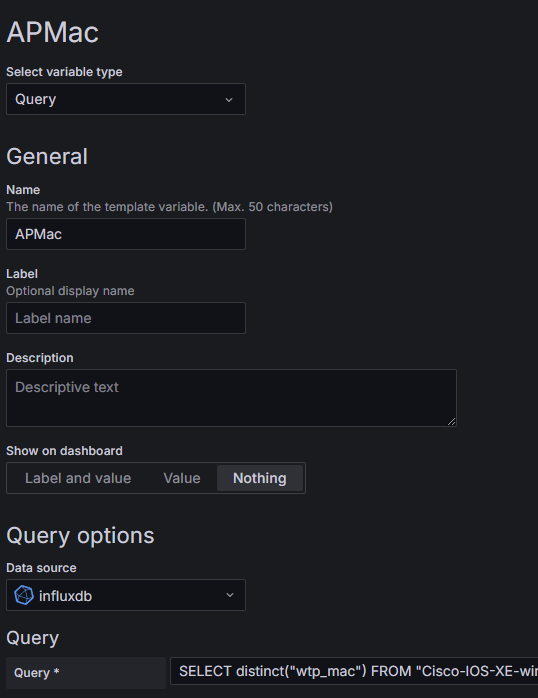 APMac
Select variable type
Query
General
Name
The name of the template variable. (Max. 50 characters)
APMac
Label
Optional display name
Label name
Description
Descriptive text
Show on dashboard
Label and value Value Nothing
Query options
Data source
influxdb
Query
Query * SELECT distinct("wtp_mac") FROM "Cisco-IOS-XE-wir